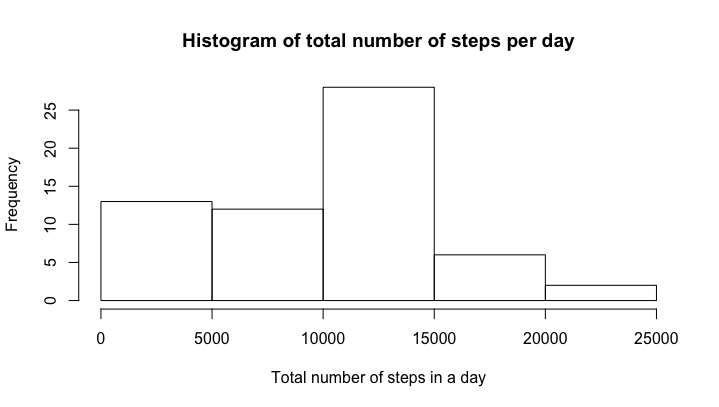 Histogram of total number of steps per day
Frequency
25
20
15
10
5
0
0 5000 10000 15000 20000 25000
Total number of steps in a day